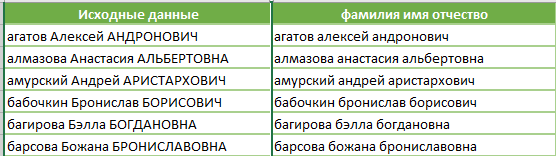 Исходные данные фамилия имя отчество
агатов Алексей АНДРОНОВИЧ агатов алексей андронович
алмазова Анастасия АЛЬБЕРТОВНА алмазова анастасия альбертовна
амурский Андрей АРИСТАРХОВИЧ амурский андрей аристархович
бабочкин Бронислав БОРИСОВИЧ бабочкин бронислав борисович
багирова Бэлла БОГДАНОВНА багирова бэлла богдановна
барсова Божана БРОНИСЛАВОВНА барсова божана брониславовна